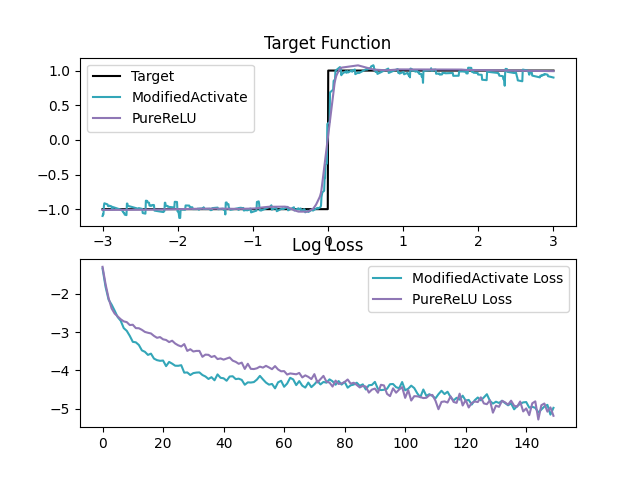 Target Function
1.0
0.5
0.0
−0.5
−1.0
Target
ModifiedActivate
PureReLU
−3 −2 −1 0 1 2 3
Log Loss
−2
−3
−4
−5
ModifiedActivate Loss
PureReLU Loss
0 20 40 60 80 100 120 140